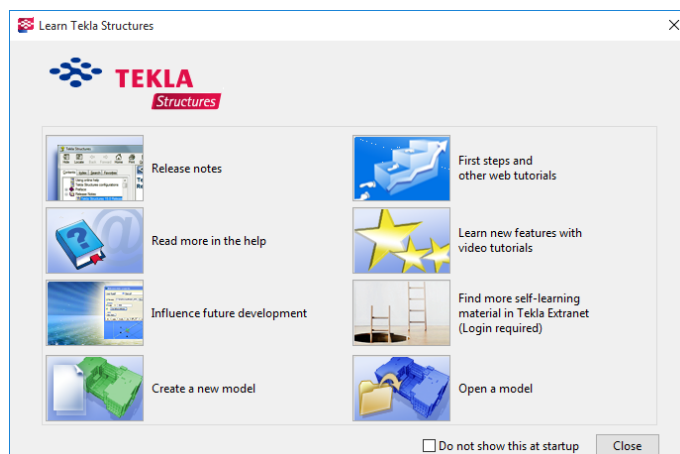 Learn Tekla Structures
TEKLA
Structures
Release notes
First steps and
other web tutorials
Read more in the help
Learn new features with
video tutorials
Influence future development
Find more self-learning
material in Tekla Extranet
(Login required)
Create a new model
Open a model
Do not show this at startup
Close